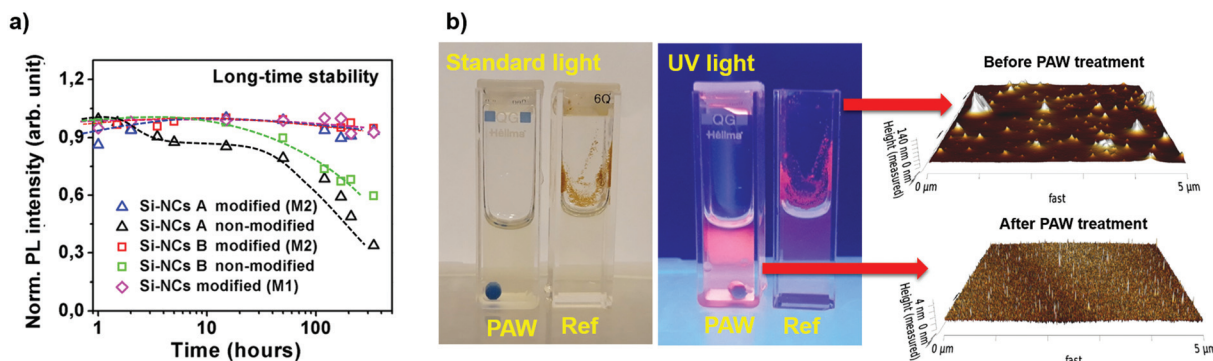 a)
Norm. PL intensity (arb. unit)
1,2
0,9
0,6
0,3
0,0
Long-time stability
Si-NCs A modified (M2)
Si-NCs A non-modified
Si-NCs B modified (M2)
Si-NCs B non-modified
Si-NCs modified (M1)
1
10
100
Time (hours)
b)
Standard light
QG
Hellma
6Q
PAW
Ref
UV light
QG
Hellma
PAW
Ref
Before PAW treatment
Height (measured)
140 nm
0 nm
0 µm
fast
5 µm
After PAW treatment
Height (measured)
4 nm
0 nm
0 µm
fast
5 µm